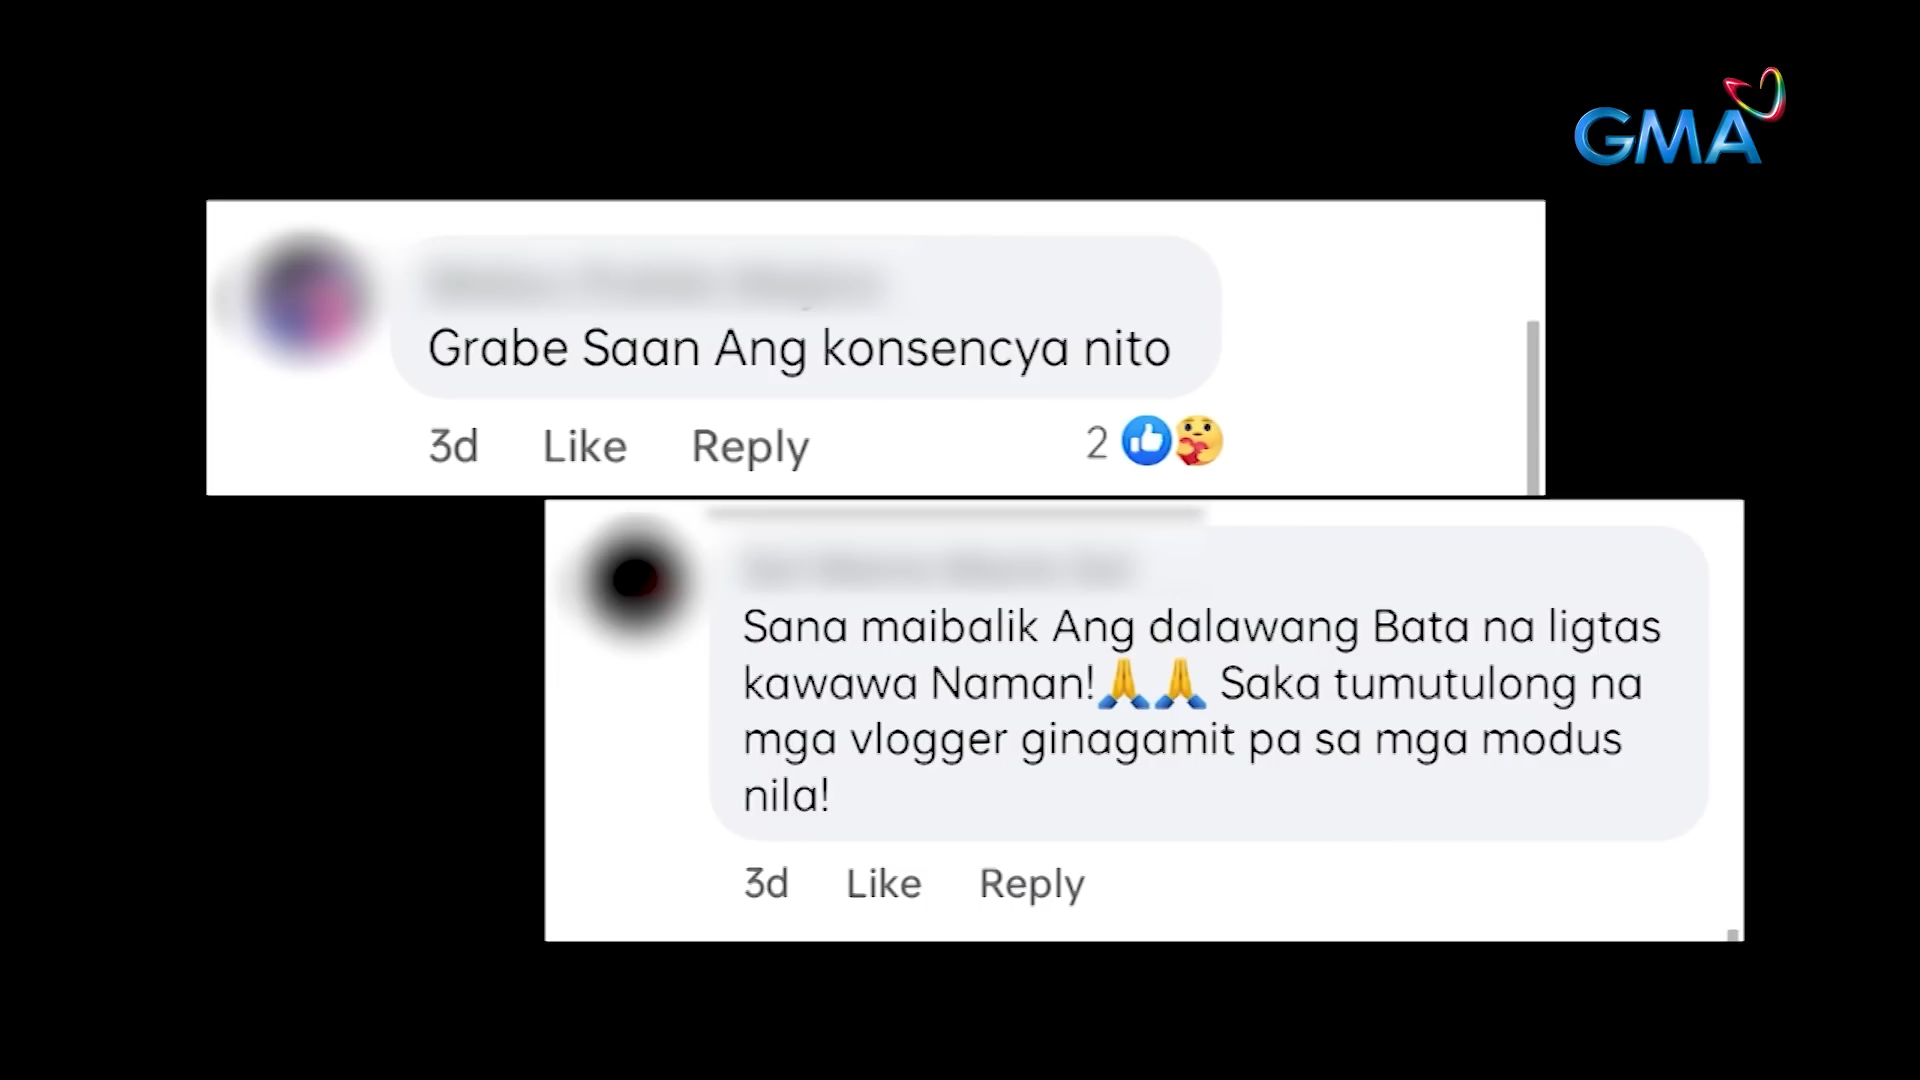 GMA
Grabe Saan Ang konsencya nito
3d Like Reply 2
Sana maibalik Ang dalawang Bata na ligtas
kawawa Naman!🙏🙏 Saka tumutulong na
mga vlogger ginagamit pa sa mga modus
nila!
3d Like Reply